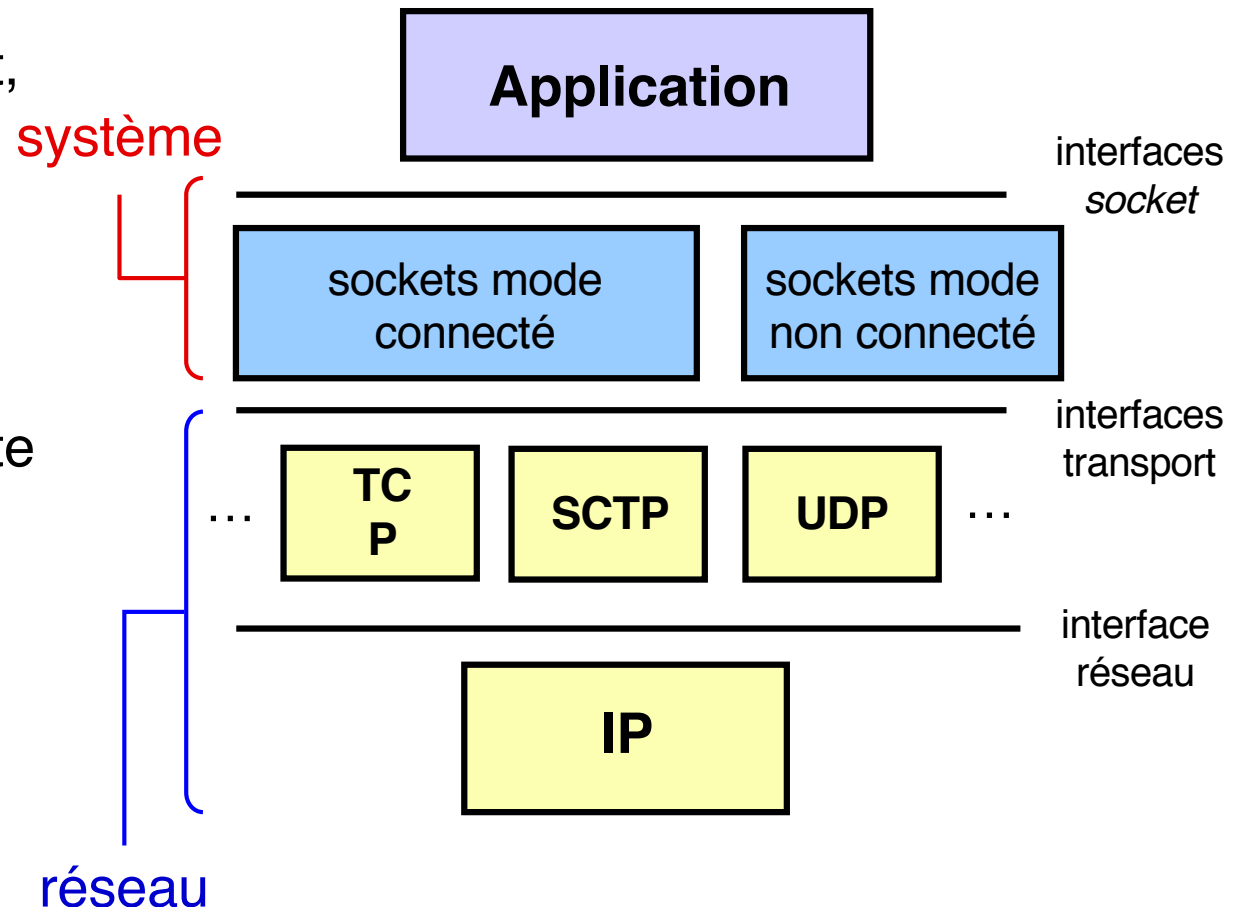 t,
Application
système
interfaces
socket
sockets mode
connecté
sockets mode
non connecté
interfaces
transport
te
...
TC
P
SCTP
UDP
...
interface
réseau
IP
réseau